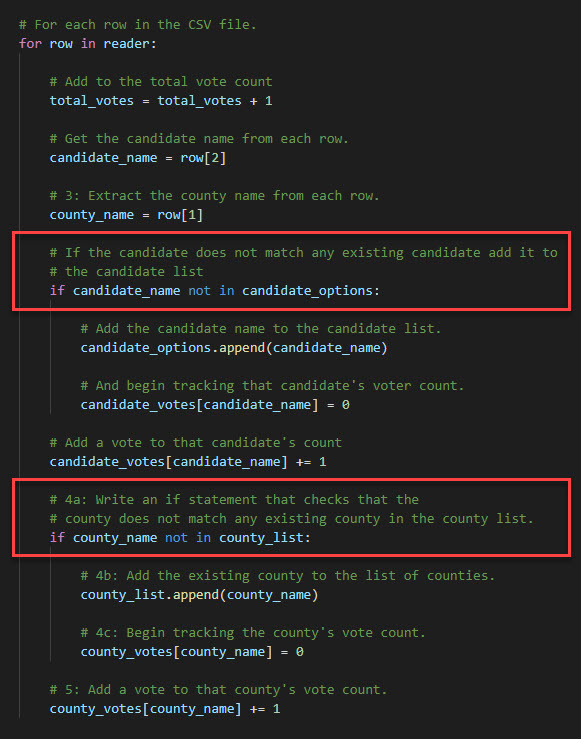 # For each row in the CSV file.
for row in reader:
# Add to the total vote count
total_votes = total_votes + 1
# Get the candidate name from each row.
candidate_name = row[2]
# 3: Extract the county name from each row.
county_name = row[1]
# If the candidate does not match any existing candidate add it to
# the candidate list
if candidate_name not in candidate_options:
# Add the candidate name to the candidate list.
candidate_options.append(candidate_name)
# And begin tracking that candidate's voter count.
candidate_votes[candidate_name] = 0
# Add a vote to that candidate's count
candidate_votes[candidate_name] += 1
# 4a: Write an if statement that checks that the
# county does not match any existing county in the county list.
if county_name not in county_list:
# 4b: Add the existing county to the list of counties.
county_list.append(county_name)
# 4c: Begin tracking the county's vote count.
county_votes[county_name] = 0
# 5: Add a vote to that county's vote count.
county_votes[county_name] += 1